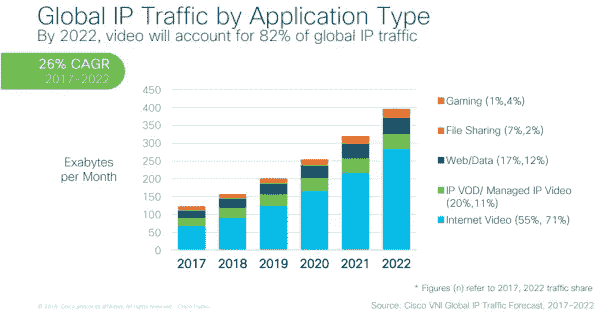 Global IP Traffic by Application Type
By 2022, video will account for 82% of global IP traffic
26% CAGR
2017-2022
Exabytes
per Month
450
400
350
300
250
200
150
100
50
0
2017 2018 2019 2020 2021 2022
Gaming (1%,4%)
File Sharing (7%,2%)
Web/Data (17%,12%)
IP VOD/ Managed IP Video
(20%,11%)
Internet Video (55%, 71%)
* Figures (n) refer to 2017, 2022 traffic share
Source: Cisco VNI Global IP Traffic Forecast, 2017-2022